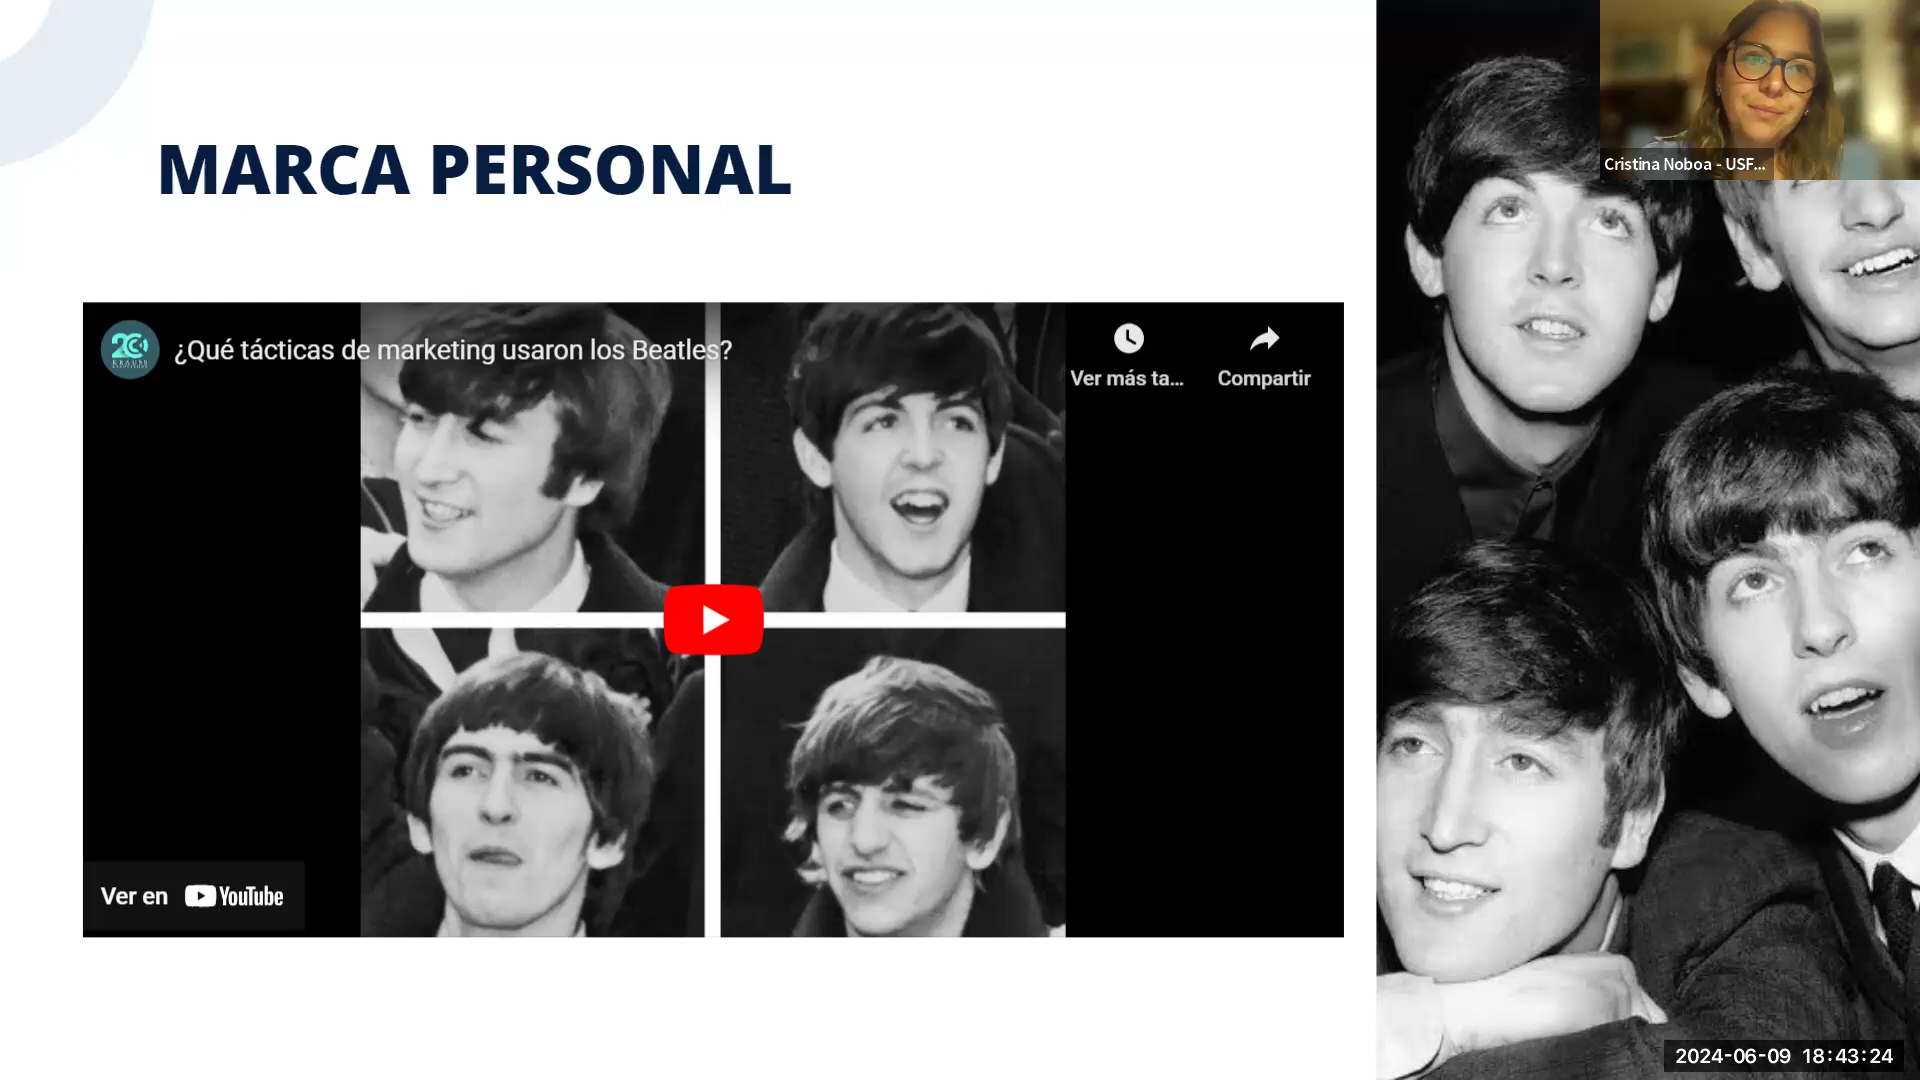 MARCA PERSONAL
Cristina Noboa - USF...
¿Qué tácticas de marketing usaron los Beatles?
Ver más ta...
Compartir
Ver en YouTube
2024-06-09 18:43:24